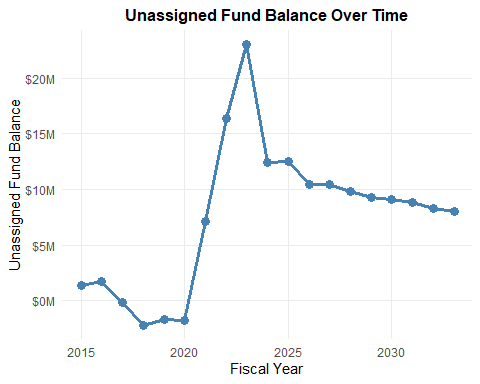 Unassigned Fund Balance Over Time
Unassigned Fund Balance
$20M
$15M
$10M
$5M
$0M
2015 2020 2025 2030
Fiscal Year